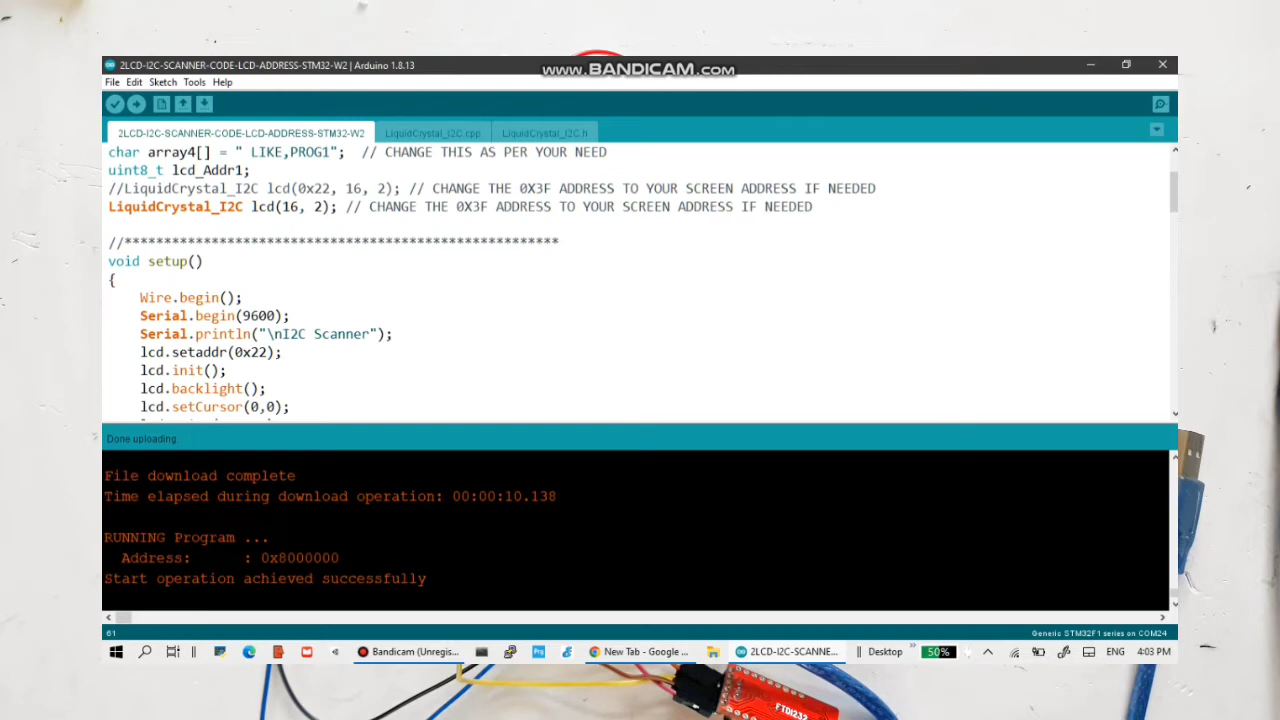 2LCD-I2C-SCANNER-CODE-LCD-ADDRESS-STM32-W2 | Arduino 1.8.13
www.BANDICAM.com
File Edit Sketch Tools Help
2LCD-I2C-SCANNER-CODE-LCD-ADDRESS-STM32-W2 LiquidCrystal_I2C.cpp LiquidCrystal_I2C.h
char array4[] = " LIKE,PROG1"; // CHANGE THIS AS PER YOUR NEED
uint8_t lcd_Addr1;
//LiquidCrystal_I2C lcd(0x22, 16, 2); // CHANGE THE 0X3F ADDRESS TO YOUR SCREEN ADDRESS IF NEEDED
LiquidCrystal_I2C lcd(16, 2); // CHANGE THE 0X3F ADDRESS TO YOUR SCREEN ADDRESS IF NEEDED
//*******************************************************
void setup()
{
Wire.begin();
Serial.begin(9600);
Serial.println("\nI2C Scanner");
lcd.setaddr(0x22);
lcd.init();
lcd.backlight();
lcd.setCursor(0,0);
Done uploading.
File download complete
Time elapsed during download operation: 00:00:10.138
RUNNING Program ...
Address: : 0x8000000
Start operation achieved successfully
61 Generic STM32F1 series on COM24
Bandicam (Unregis... New Tab - Google ... 2LCD-I2C-SCANNE... Desktop 50% ENG 4:03 PM
FTDI232